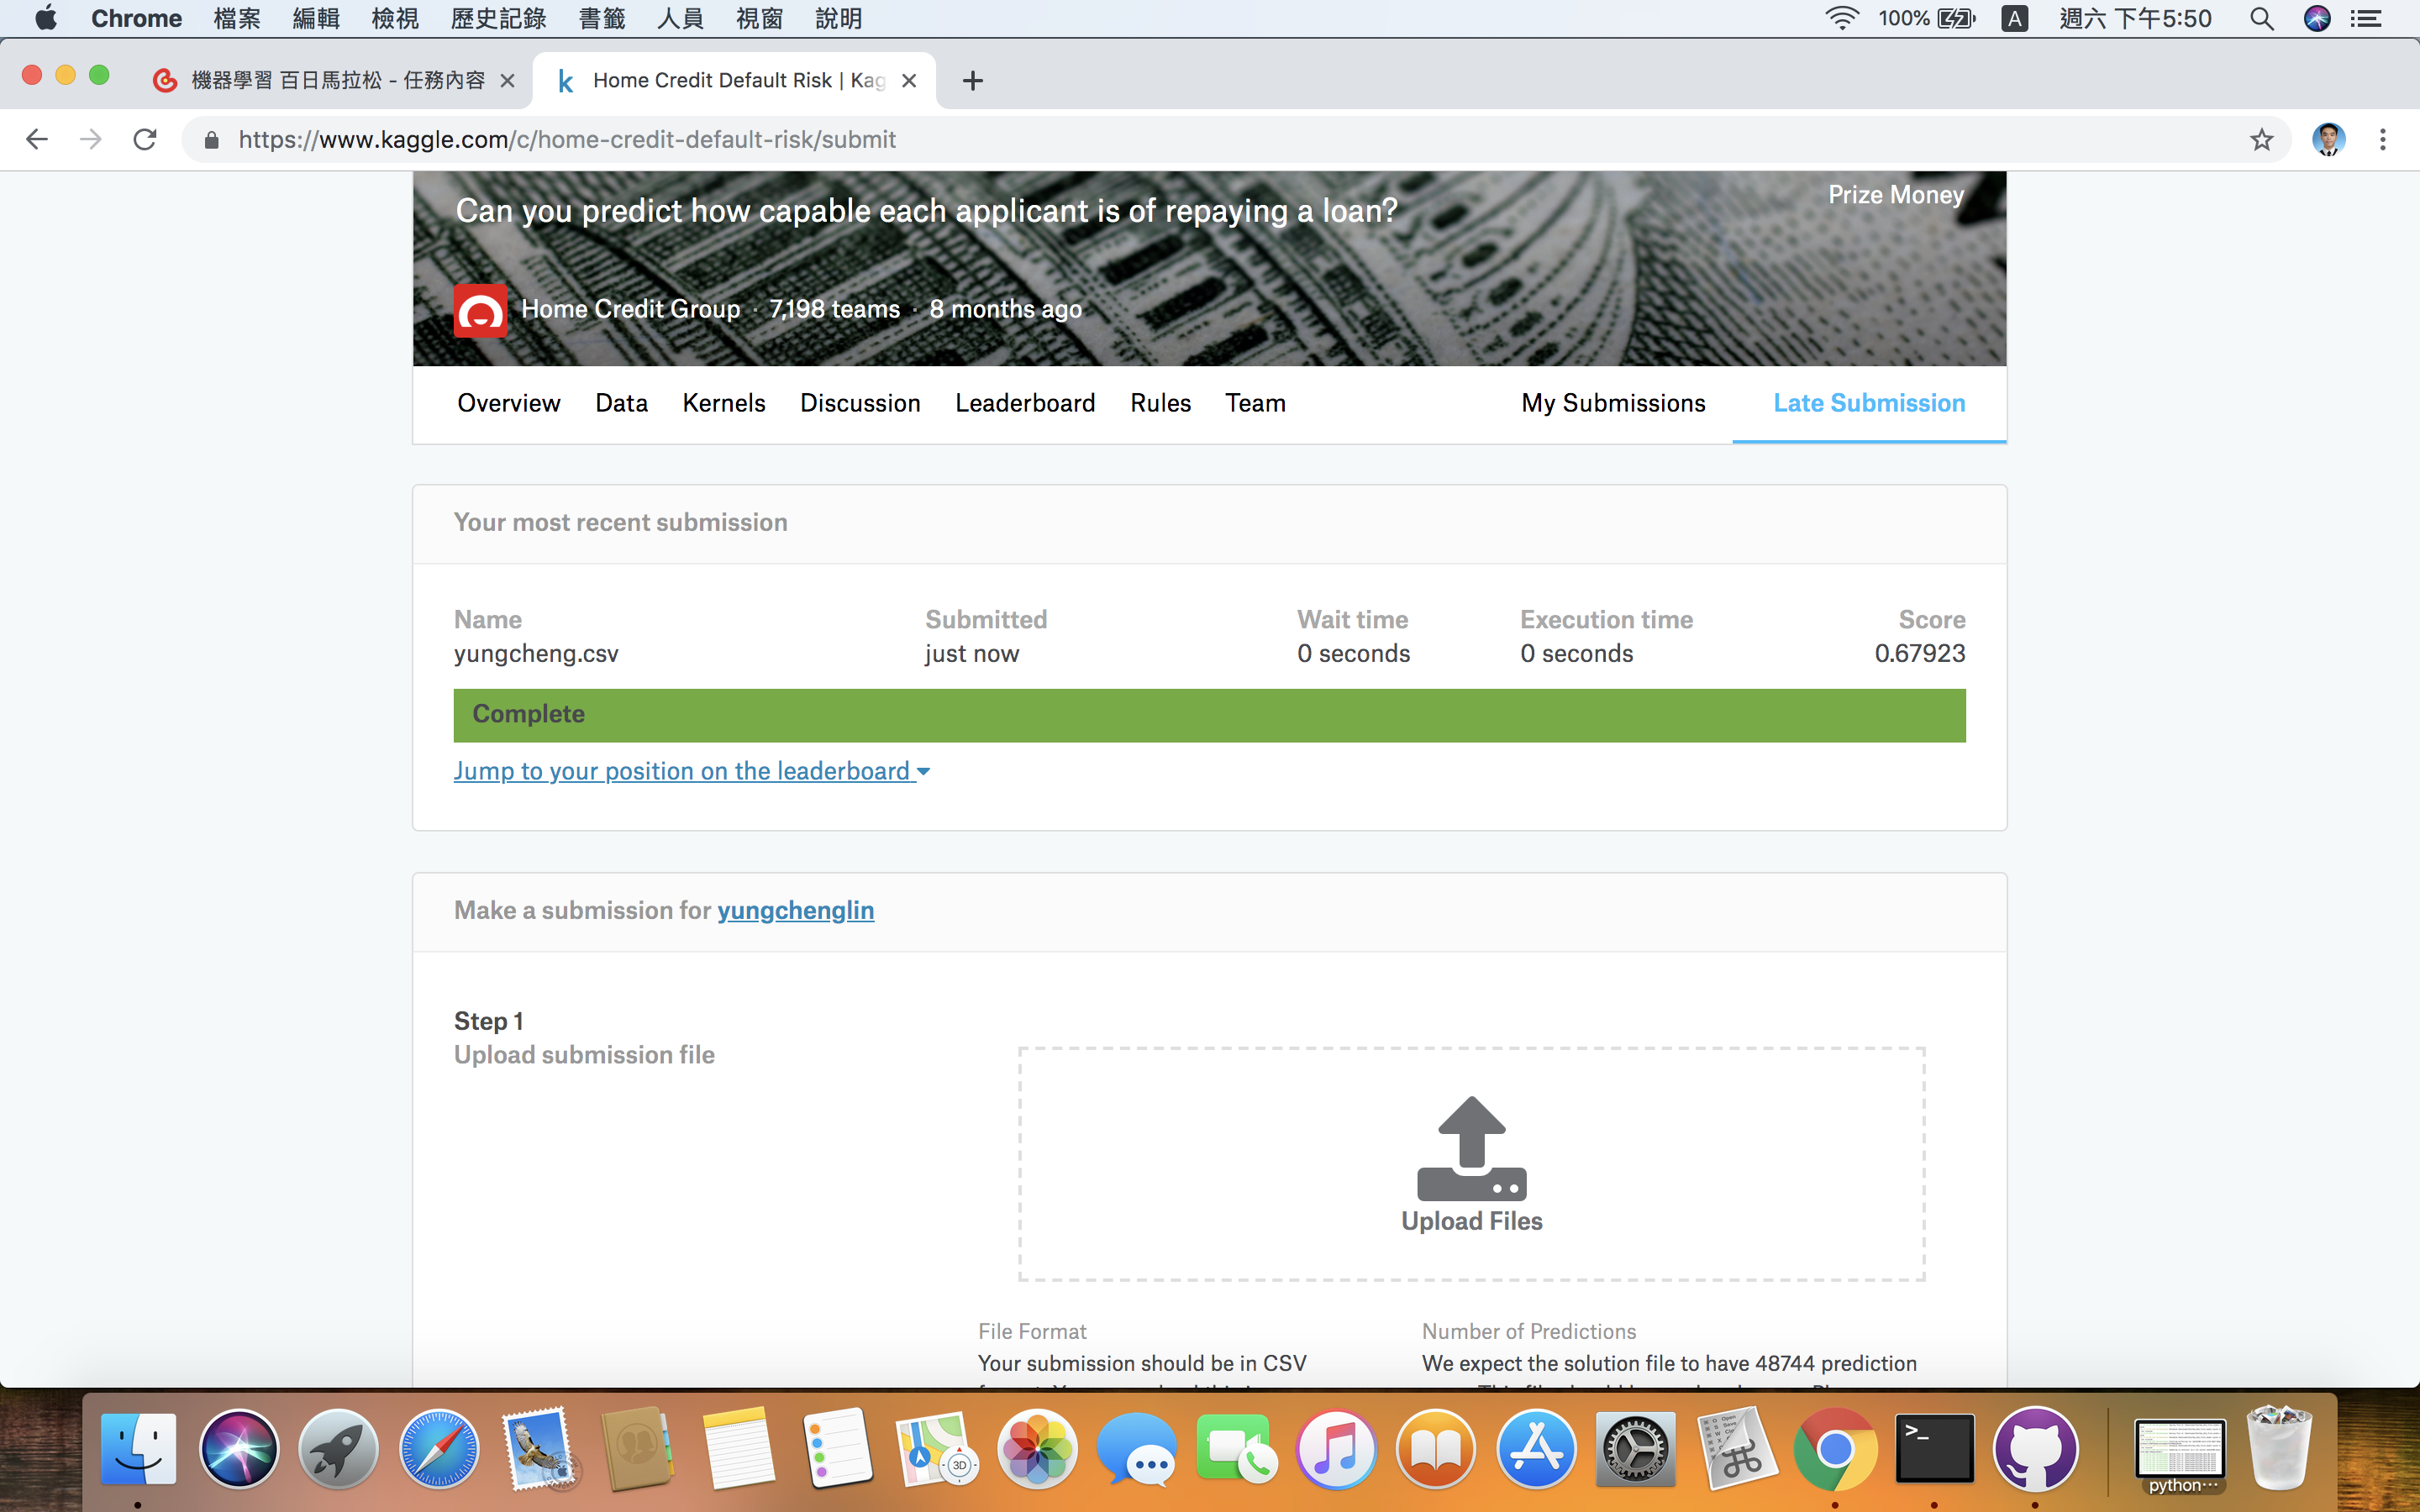 Chrome 檔案 編輯 檢視 歷史記錄 書籤 人員 視窗 說明 100% A 週六 下午5:50
機器學習 百日馬拉松 - 任務內容 Home Credit Default Risk | Kag
https://www.kaggle.com/c/home-credit-default-risk/submit
Prize Money
Can you predict how capable each applicant is of repaying a loan?
Home Credit Group · 7,198 teams · 8 months ago
Overview Data Kernels Discussion Leaderboard Rules Team My Submissions Late Submission
Your most recent submission
Name Submitted Wait time Execution time Score
yungcheng.csv just now 0 seconds 0 seconds 0.67923
Complete
Jump to your position on the leaderboard
Make a submission for yungchenglin
Step 1
Upload submission file
Upload Files
File Format Number of Predictions
Your submission should be in CSV We expect the solution file to have 48744 prediction
3D
>_
python…